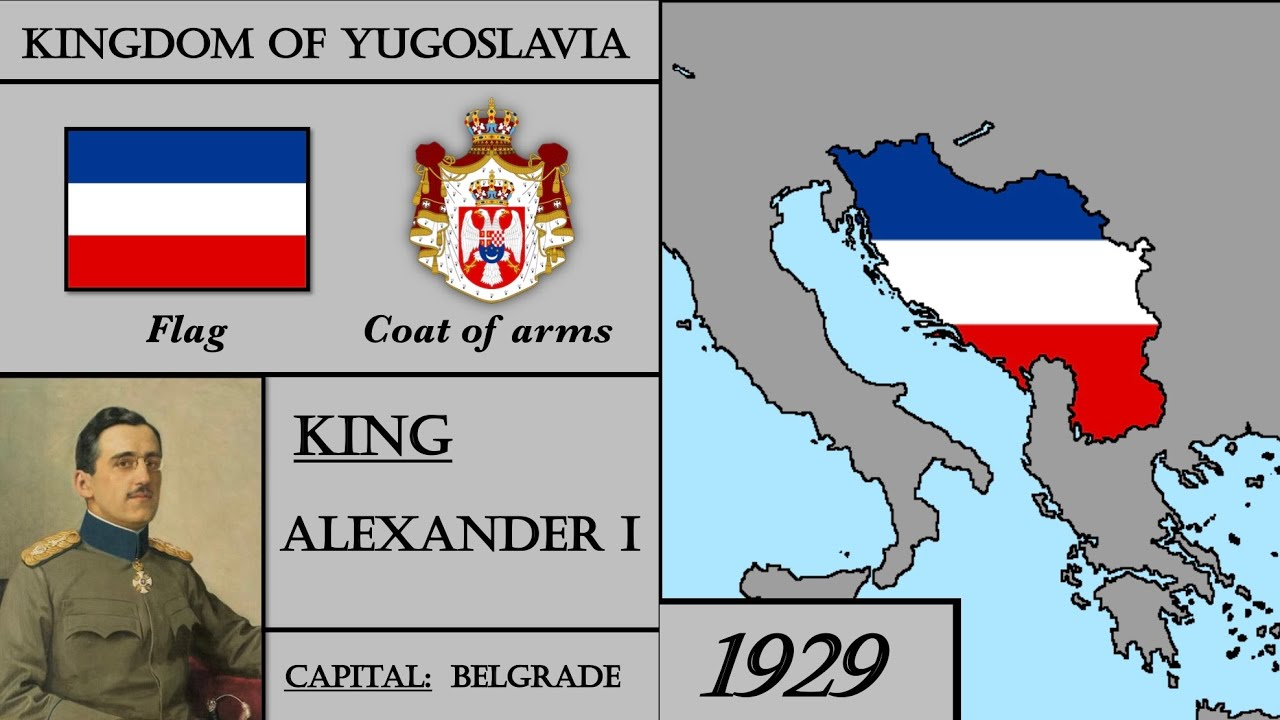 KINGDOM OF YUGOSLAVIA
Flag
Coat of arms
KING
ALEXANDER I
CAPITAL: BELGRADE
1929